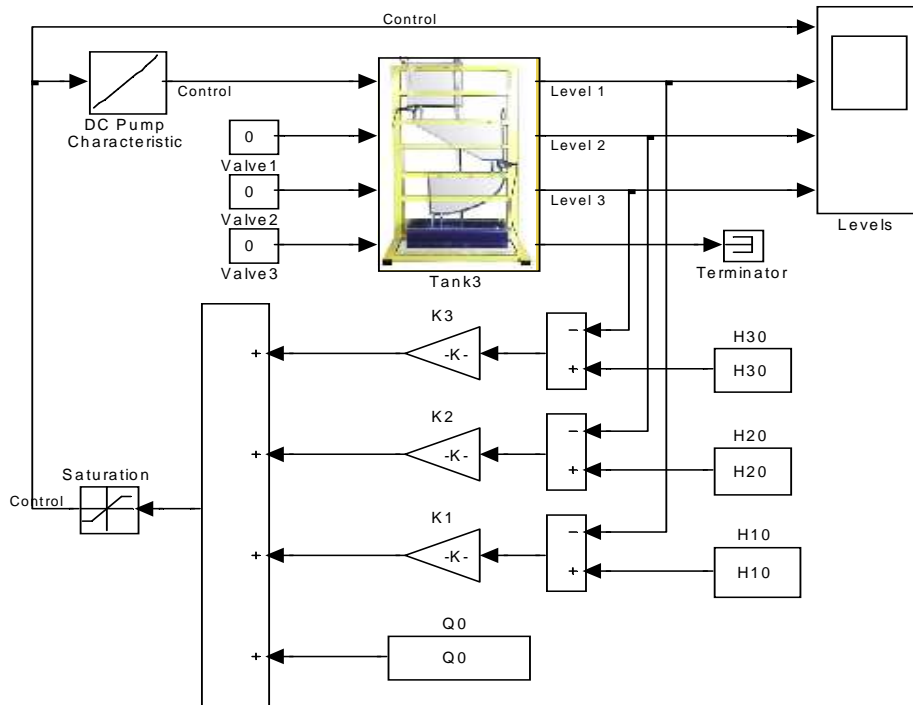 Control
Control
Level 1
DC Pump
Characteristic
0
Valve1
Level 2
0
Valve2
Level 3
Levels
0
Valve3
Tank3
Terminator
K3
-K-
+
−
+
H30
H30
K2
-K-
+
−
+
H20
H20
Saturation
Control
K1
-K-
+
−
+
H10
H10
Q0
Q0
+